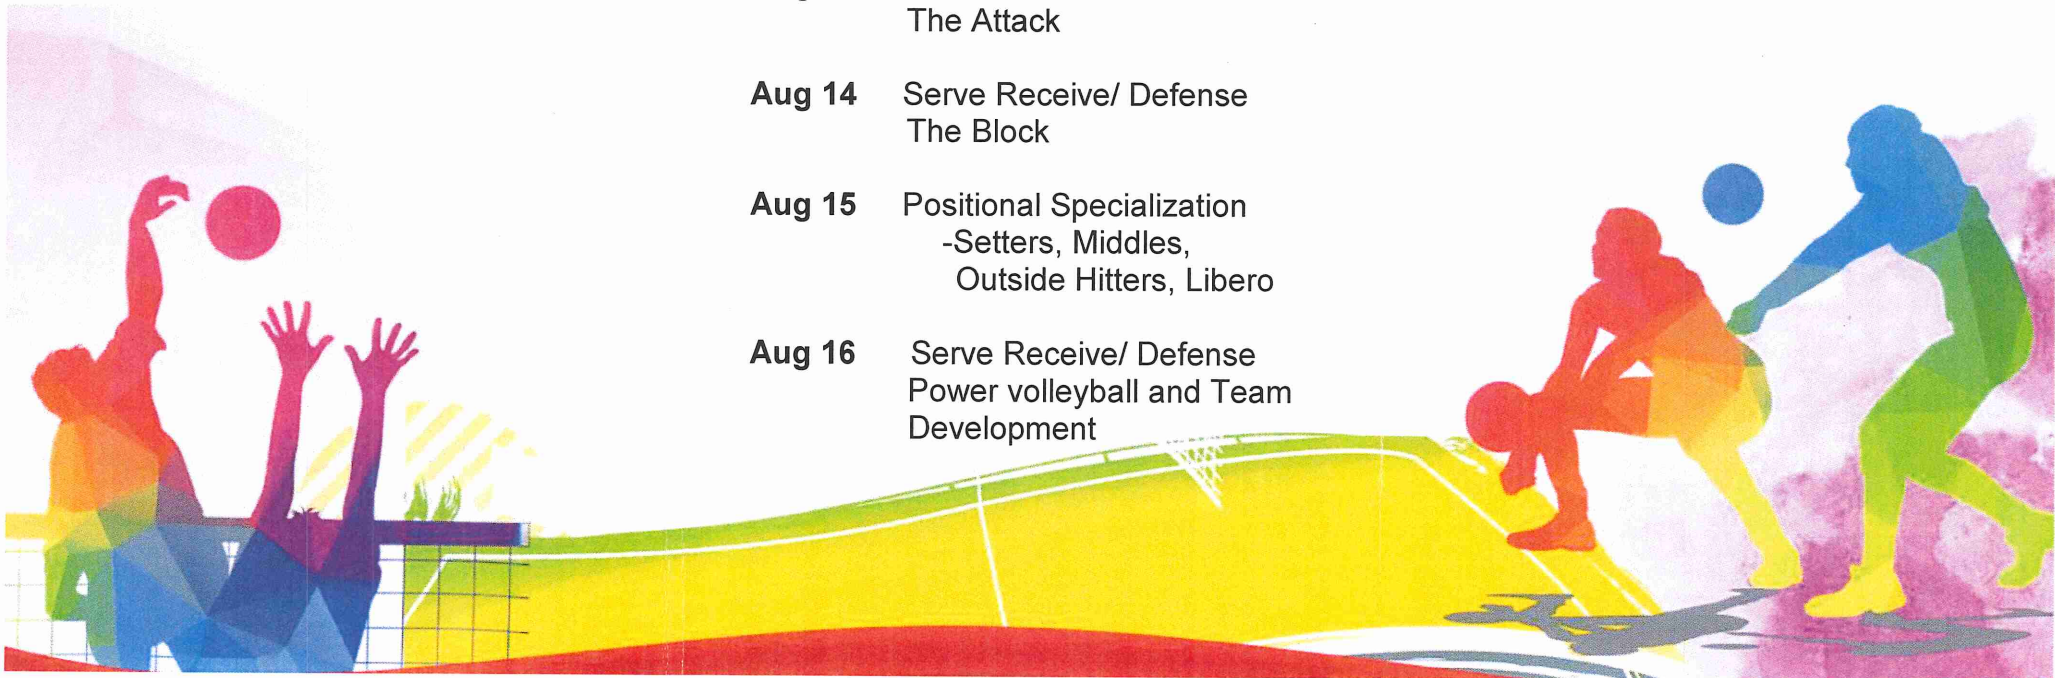 The Attack
Aug 14 Serve Receive/ Defense
The Block
Aug 15 Positional Specialization
-Setters, Middles,
Outside Hitters, Libero
Aug 16 Serve Receive/ Defense
Power volleyball and Team
Development